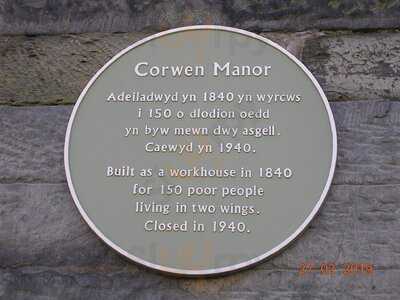 Corwen Manor
Adeiladwyd yn 1840 yn wyrcws
i 150 o dlodion oedd
yn byw mewn dwy asgell.
Caewyd yn 1940.
Built as a workhouse in 1840
for 150 poor people
living in two wings.
Closed in 1940.